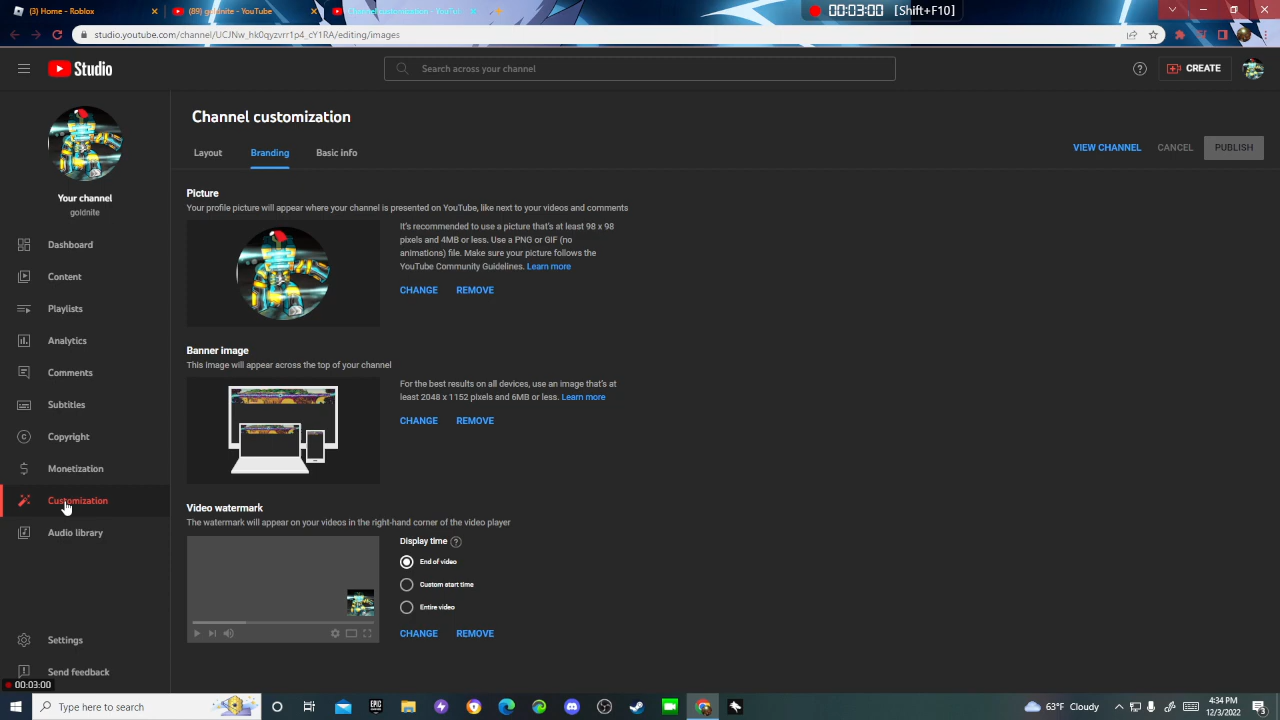 (3) Home - Roblox
(89) goldnite - YouTube
Channel customization - YouTu
00:03:00 [Shift+F10]
studio.youtube.com/channel/UCJNw_hk0qyzvrr1p4_cY1RA/editing/images
Studio
Search across your channel
CREATE
Channel customization
Layout
Branding
Basic info
VIEW CHANNEL
CANCEL
PUBLISH
Your channel
goldnite
Dashboard
Content
Playlists
Analytics
Comments
Subtitles
Copyright
Monetization
Customization
Audio library
Settings
Send feedback
Picture
Your profile picture will appear where your channel is presented on YouTube, like next to your videos and comments
It's recommended to use a picture that's at least 98 x 98
pixels and 4MB or less. Use a PNG or GIF (no
animations) file. Make sure your picture follows the
YouTube Community Guidelines. Learn more
CHANGE
REMOVE
Banner image
This image will appear across the top of your channel
For the best results on all devices, use an image that's at
least 2048 x 1152 pixels and 6MB or less. Learn more
CHANGE
REMOVE
Video watermark
The watermark will appear on your videos in the right-hand corner of the video player
Display time
End of video
Custom start time
Entire video
CHANGE
REMOVE
00:03:00
Type here to search
EPIC
63°F Cloudy
4:34 PM
12/3/2022